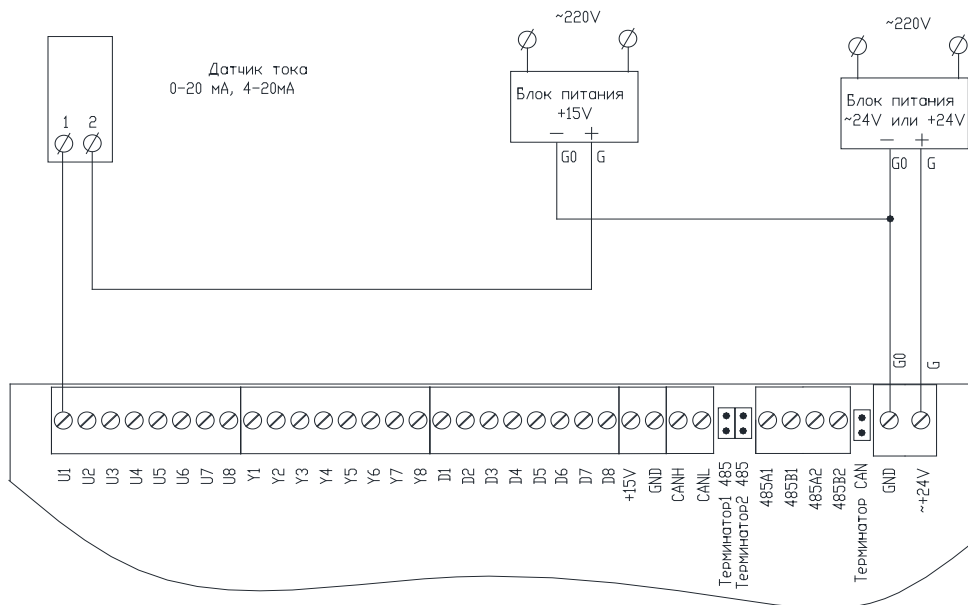 ~220V
~220V
Датчик тока
0-20 мА, 4-20мА
Блок питания
+15V
− +
G0 G
Блок питания
~24V или +24V
− +
G0 G
1 2
G0 G
U1 U2 U3 U4 U5 U6 U7 U8
Y1 Y2 Y3 Y4 Y5 Y6 Y7 Y8
D1 D2 D3 D4 D5 D6 D7 D8
+15V GND CANH CANL
Терминатор1 485
Терминатор2 485
485A1 485B1 485A2 485B2
Терминатор CAN
GND ~+24V